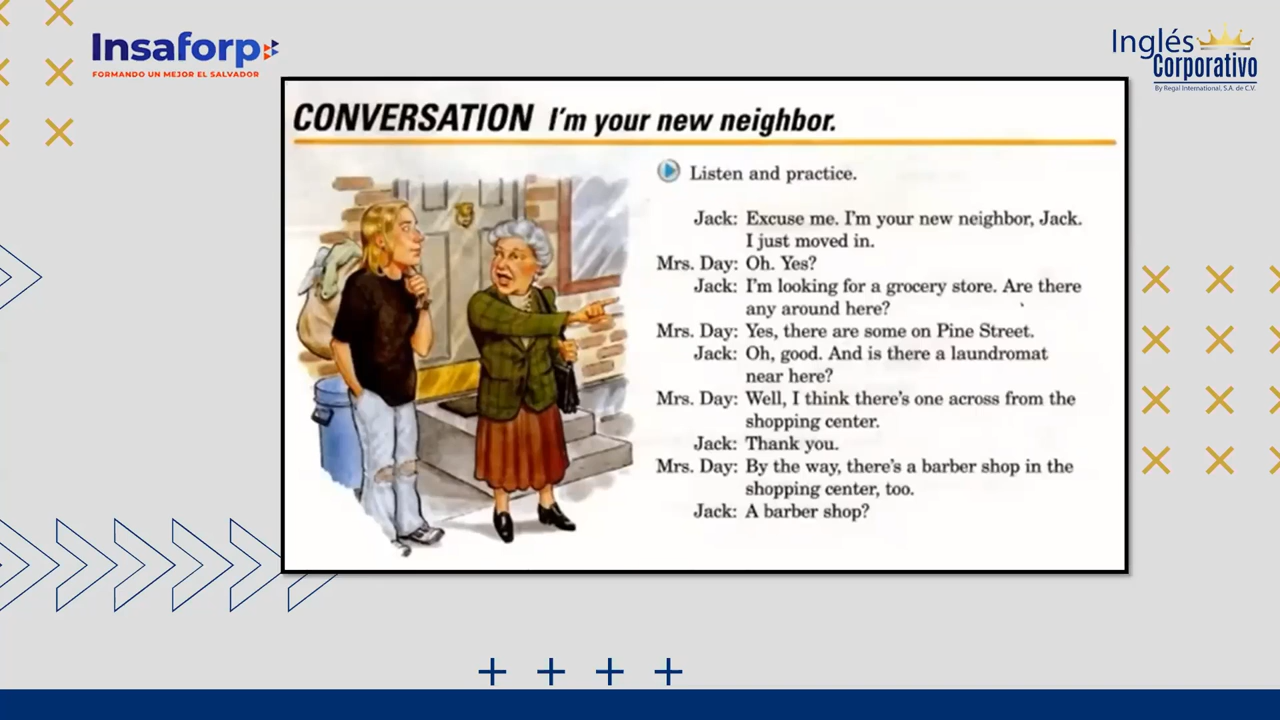 Insaforp
FORMANDO UN MEJOR EL SALVADOR
Inglés
Corporativo
By Regal International, S.A. de C.V.
CONVERSATION I'm your new neighbor.
Listen and practice.
Jack: Excuse me. I'm your new neighbor, Jack.
I just moved in.
Mrs. Day: Oh. Yes?
Jack: I'm looking for a grocery store. Are there
any around here?
Mrs. Day: Yes, there are some on Pine Street.
Jack: Oh, good. And is there a laundromat
near here?
Mrs. Day: Well, I think there's one across from the
shopping center.
Jack: Thank you.
Mrs. Day: By the way, there's a barber shop in the
shopping center, too.
Jack: A barber shop?